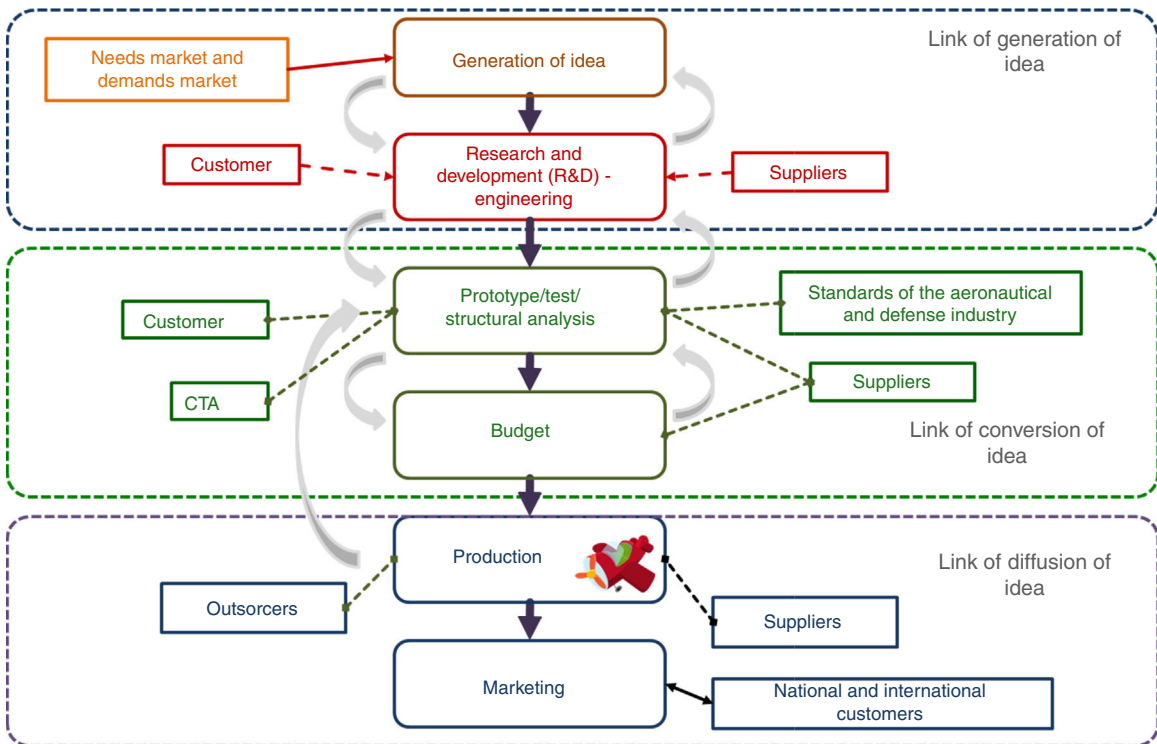 Needs market and
demands market
Generation of idea
Link of generation of
idea
Customer
Research and
development (R&D) -
engineering
Suppliers
Prototype/test/
structural analysis
Standards of the aeronautical
and defense industry
Customer
CTA
Suppliers
Budget
Link of conversion of
idea
Production
Link of diffusion of
idea
Outsorcers
Suppliers
Marketing
National and international
customers